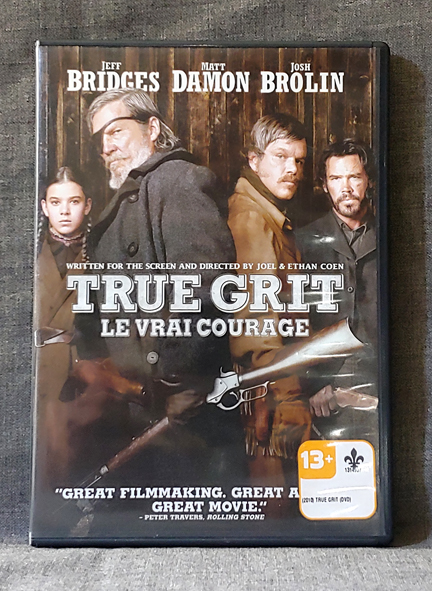 JEFF MATT JOSH
BRIDGES DAMON BROLIN
WRITTEN FOR THE SCREEN AND DIRECTED BY JOEL & ETHAN COEN
TRUE GRIT
LE VRAI COURAGE
13+
(2010) TRUE GRIT (DVD)
"GREAT FILMMAKING. GREAT A
GREAT MOVIE."
- PETER TRAVERS, ROLLING STONE